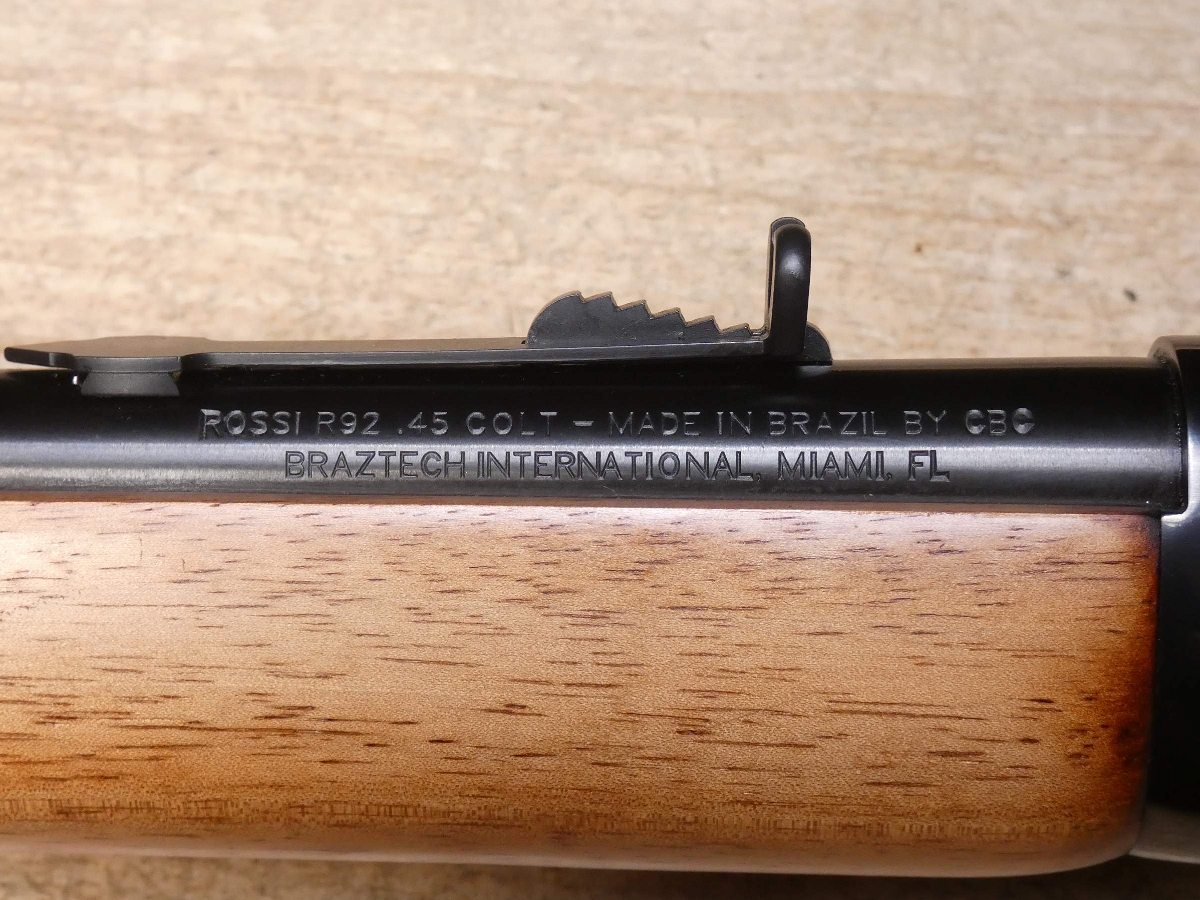 ROSSI R92 .45 COLT - MADE IN BRAZIL BY CBC
BRAZTECH INTERNATIONAL, MIAMI, FL